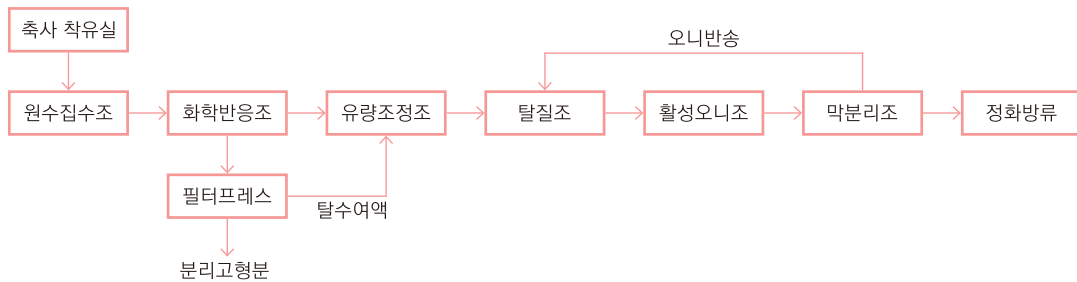 축사 착유실
오니반송
원수집수조
화학반응조
유량조정조
탈질조
활성오니조
막분리조
정화방류
필터프레스
탈수여액
분리고형분